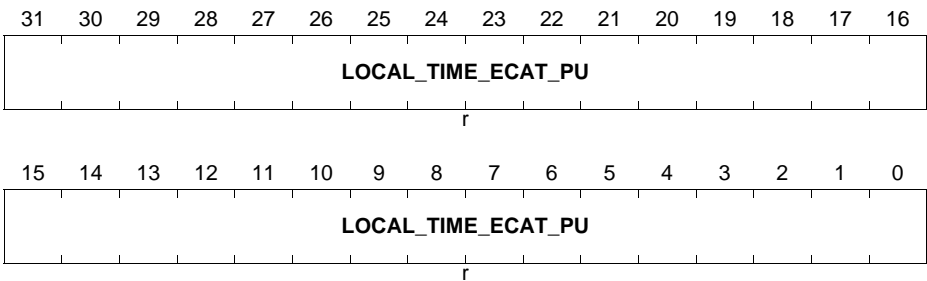 31 30 29 28 27 26 25 24 23 22 21 20 19 18 17 16
LOCAL_TIME_ECAT_PU
r
15 14 13 12 11 10 9 8 7 6 5 4 3 2 1 0
LOCAL_TIME_ECAT_PU
r